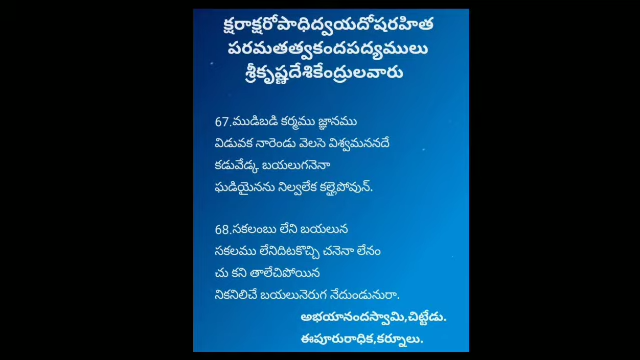 క్షరాక్షరోపాధిద్వయదోషరహిత
పరమతత్వకందపద్యములు
శ్రీకృష్ణదేశికేంద్రులవారు
67.ముడిబడి కర్మము జ్ఞానము
విడువక నారెండు వెలసె విశ్వమననదే
కడువేడ్క బయలుగనెనా
ఘడియైనను నిల్వలేక కల్లైపోవున్.
68.సకలంబు లేని బయలున
సకలము లేనిదిటకొచ్చి చనెనా లేనం
చు కని తాలేచిపోయిన
నికనిలిచే బయలునెరుగ నేదుండునురా.
అభయానందస్వామి,చిట్టేడు.
ఈపూరురాధిక,కర్నూలు.